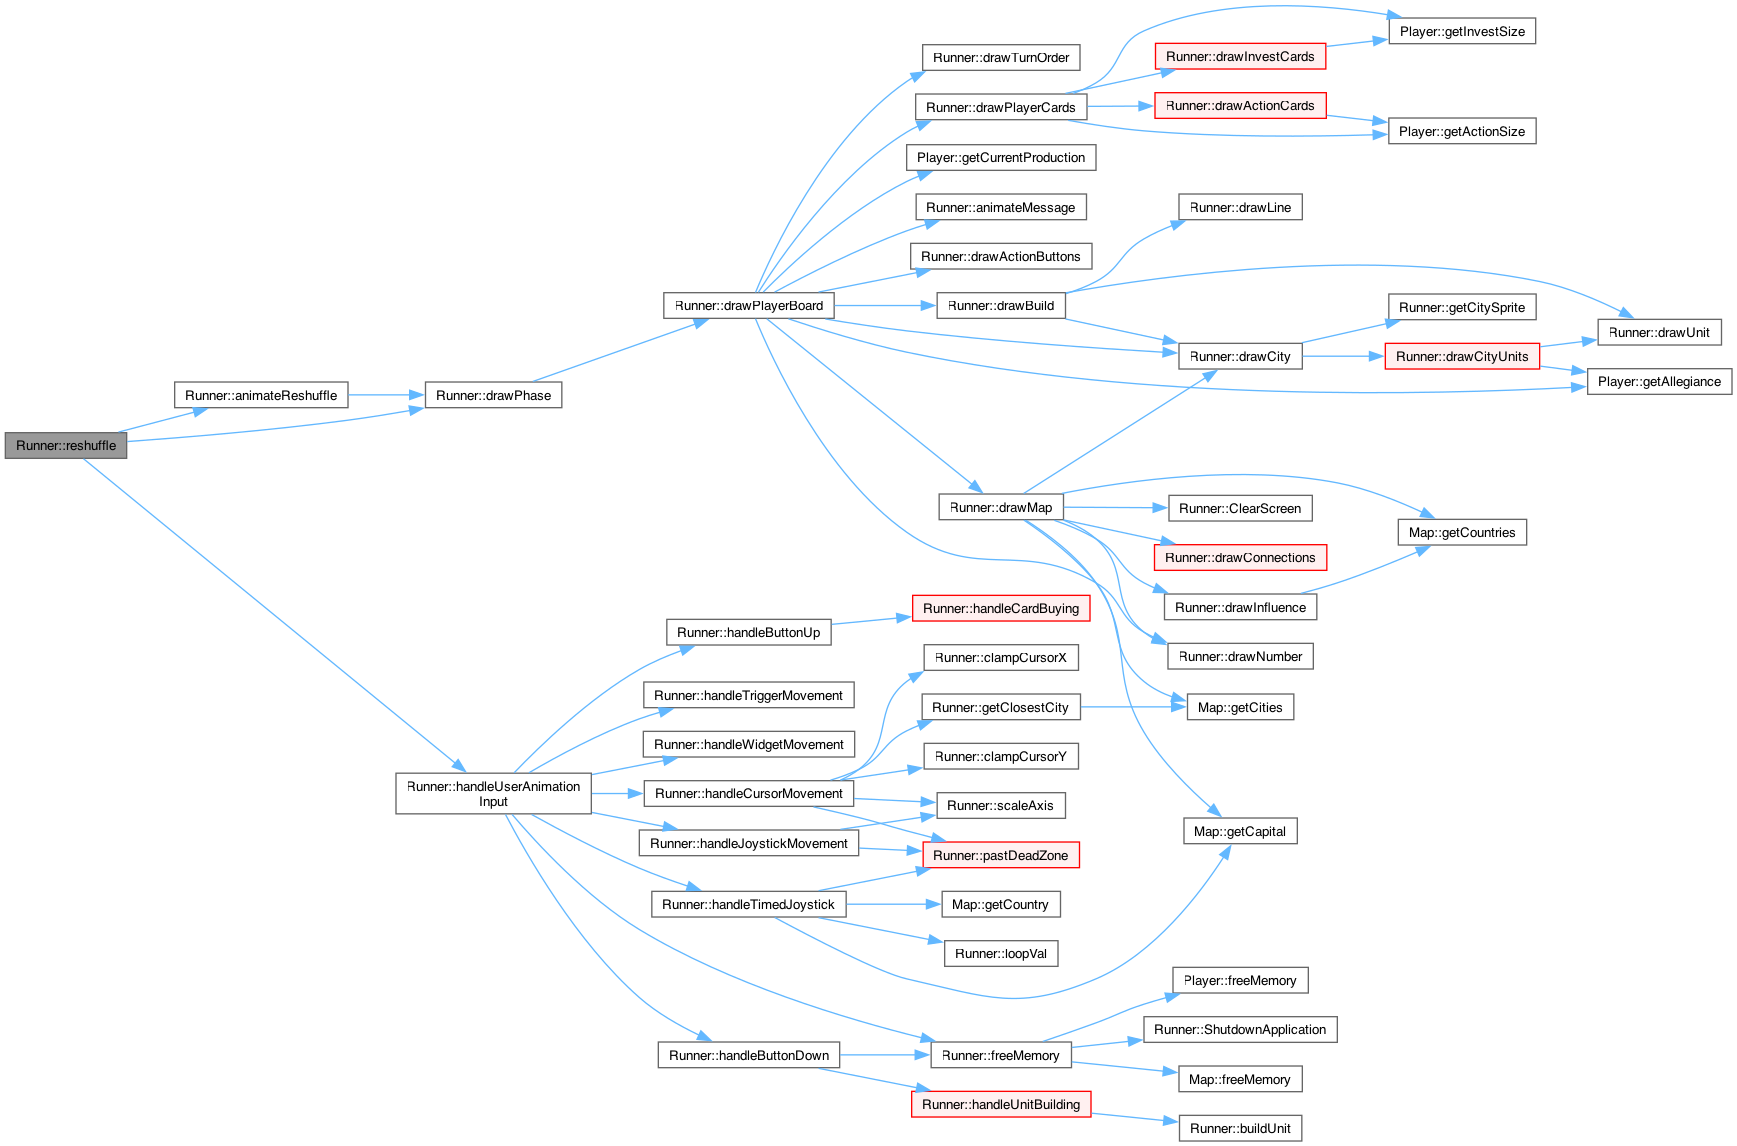 Runner::reshuffle
Runner::animateReshuffle
Runner::drawPhase
Runner::drawPlayerBoard
Runner::drawTurnOrder
Runner::drawPlayerCards
Runner::drawInvestCards
Player::getInvestSize
Runner::drawActionCards
Player::getActionSize
Player::getCurrentProduction
Runner::animateMessage
Runner::drawActionButtons
Runner::drawBuild
Runner::drawLine
Runner::drawCity
Runner::getCitySprite
Runner::drawCityUnits
Runner::drawUnit
Player::getAllegiance
Runner::drawMap
Runner::ClearScreen
Runner::drawConnections
Map::getCountries
Runner::drawInfluence
Runner::drawNumber
Map::getCities
Map::getCapital
Runner::handleUserAnimation
Input
Runner::handleButtonUp
Runner::handleCardBuying
Runner::handleTriggerMovement
Runner::handleWidgetMovement
Runner::handleCursorMovement
Runner::clampCursorX
Runner::getClosestCity
Runner::clampCursorY
Runner::scaleAxis
Runner::handleJoystickMovement
Runner::pastDeadZone
Runner::handleTimedJoystick
Map::getCountry
Runner::loopVal
Runner::handleButtonDown
Runner::freeMemory
Player::freeMemory
Runner::ShutdownApplication
Map::freeMemory
Runner::handleUnitBuilding
Runner::buildUnit